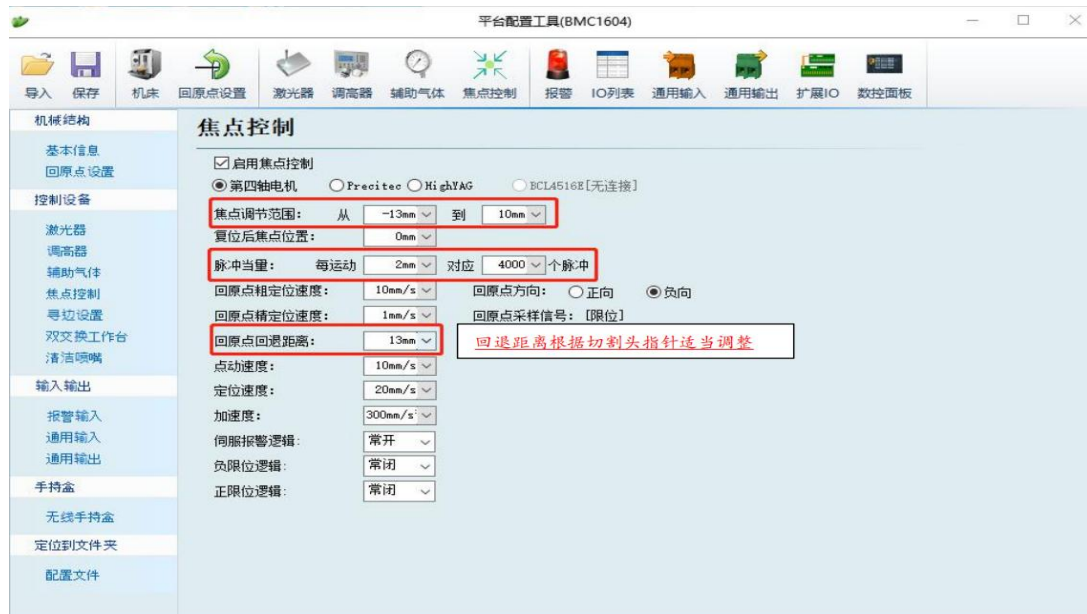 平台配置工具(BMC1604)
导入 保存 机床 回原点设置 激光器 调高器 辅助气体 焦点控制 报警 IO列表 通用输入 通用输出 扩展IO 数控面板
机械结构
基本信息
回原点设置
控制设备
激光器
调高器
辅助气体
焦点控制
寻边设置
双交换工作台
清洁喷嘴
输入输出
报警输入
通用输入
通用输出
手持盒
无线手持盒
定位到文件夹
配置文件
焦点控制
启用焦点控制
第四轴电机 Precitec HighYAG BCL4516E[无连接]
焦点调节范围: 从 -13mm 到 10mm
复位后焦点位置: 0mm
脉冲当量: 每运动 2mm 对应 4000 个脉冲
回原点粗定位速度: 10mm/s 回原点方向: 正向 负向
回原点精定位速度: 1mm/s 回原点采样信号: [限位]
回原点回退距离: 13mm 回退距离根据切割头指针适当调整
点动速度: 10mm/s
定位速度: 20mm/s
加速度: 300mm/s²
伺服报警逻辑: 常开
负限位逻辑: 常闭
正限位逻辑: 常闭